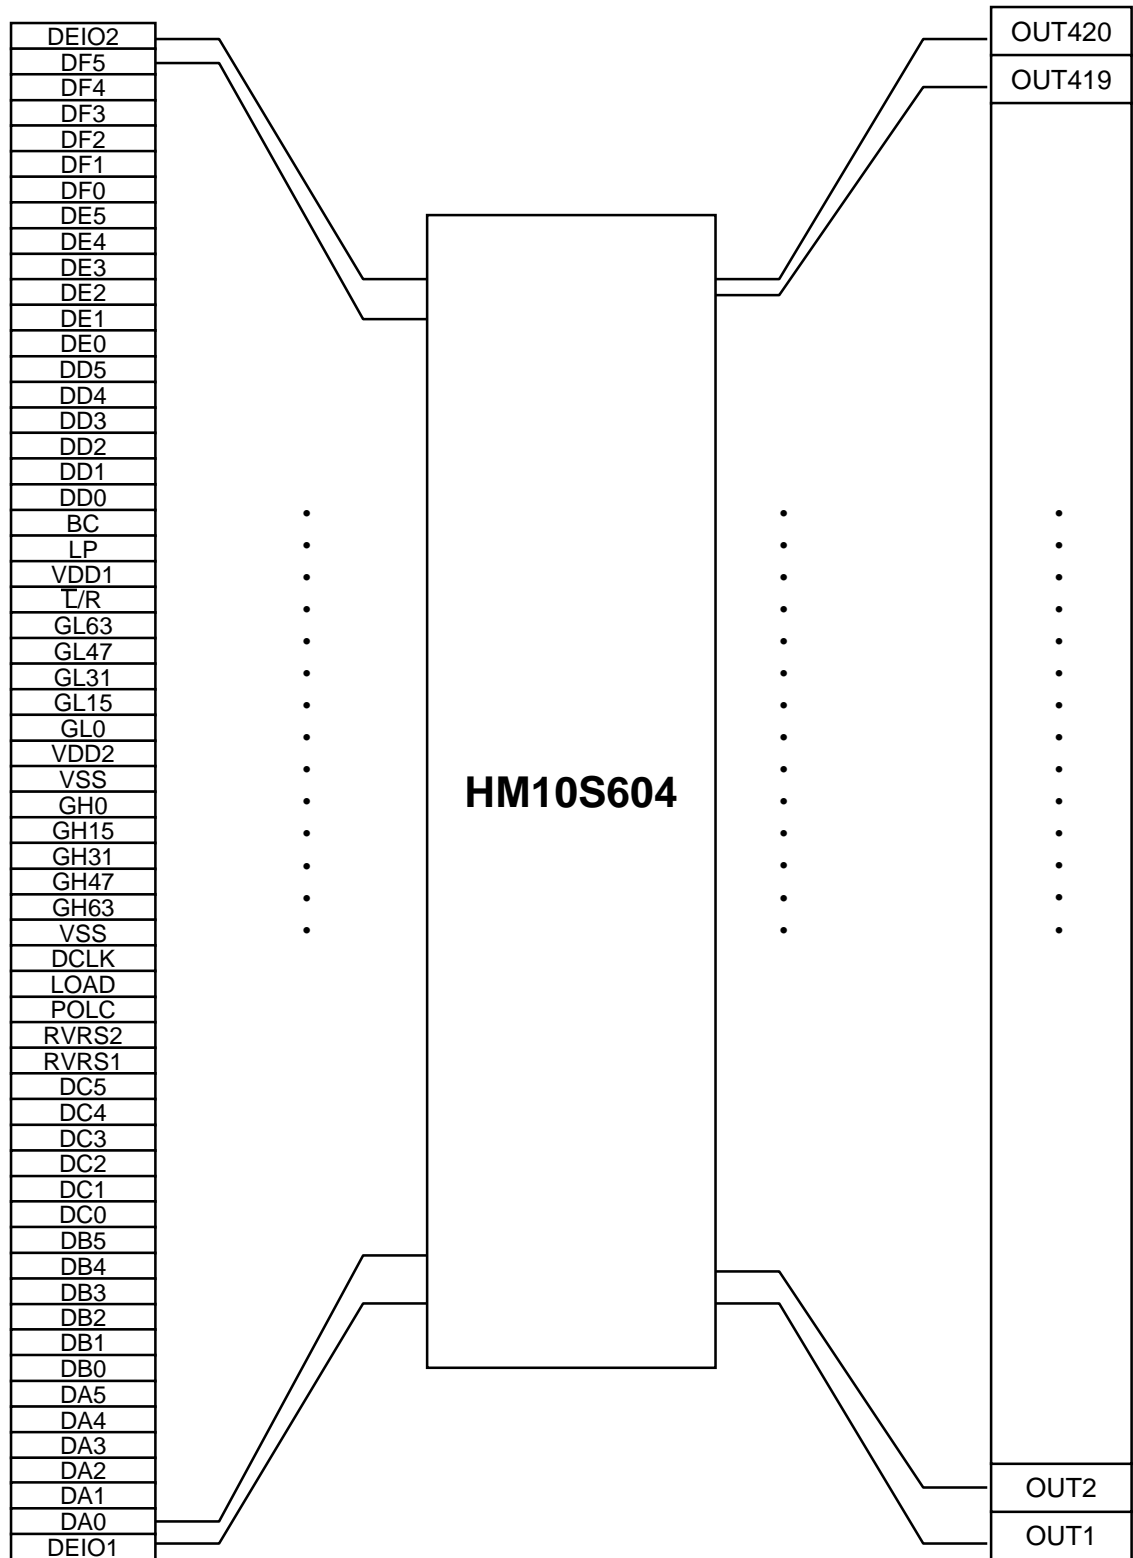 DEIO2
DF5
DF4
DF3
DF2
DF1
DF0
DE5
DE4
DE3
DE2
DE1
DE0
DD5
DD4
DD3
DD2
DD1
DD0
BC
LP
VDD1
L̅/R
GL63
GL47
GL31
GL15
GL0
VDD2
VSS
GH0
GH15
GH31
GH47
GH63
VSS
DCLK
LOAD
POLC
RVRS2
RVRS1
DC5
DC4
DC3
DC2
DC1
DC0
DB5
DB4
DB3
DB2
DB1
DB0
DA5
DA4
DA3
DA2
DA1
DA0
DEIO1
HM10S604
OUT420
OUT419
OUT2
OUT1